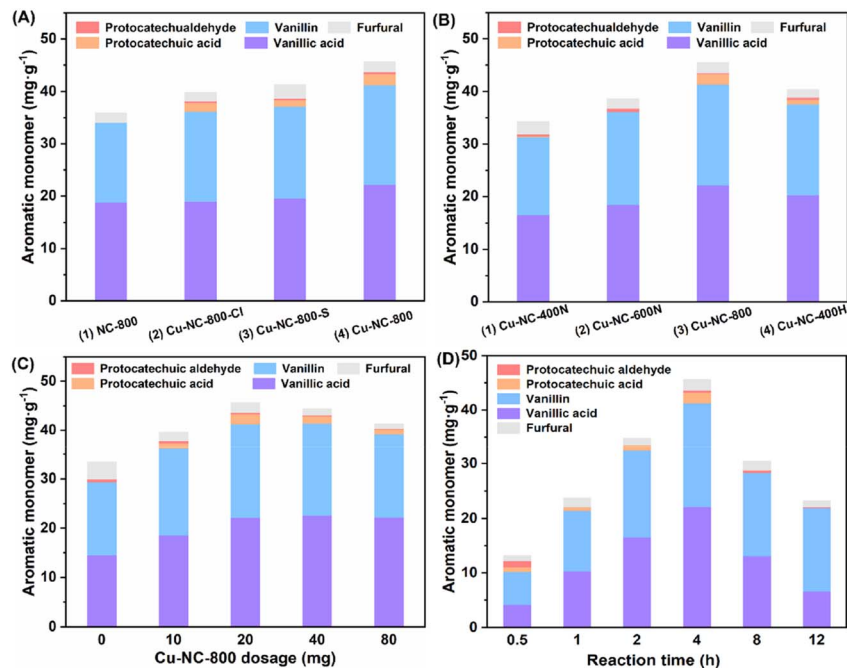 (A)
Protocatechualdehyde Vanillin Furfural
Protocatechuic acid Vanillic acid
Aromatic monomer (mg·g⁻¹)
50
40
30
20
10
0
(1) NC-800 (2) Cu-NC-800-Cl (3) Cu-NC-800-S (4) Cu-NC-800
(B)
Protocatechualdehyde Vanillin Furfural
Protocatechuic acid Vanillic acid
Aromatic monomer (mg·g⁻¹)
50
40
30
20
10
0
(1) Cu-NC-400N (2) Cu-NC-600N (3) Cu-NC-800 (4) Cu-NC-400H
(C)
Protocatechuic aldehyde Vanillin Furfural
Protocatechuic acid Vanillic acid
Aromatic monomer (mg·g⁻¹)
50
40
30
20
10
0
0 10 20 40 80
Cu-NC-800 dosage (mg)
(D)
Protocatechuic aldehyde
Protocatechuic acid
Vanillin
Vanillic acid
Furfural
Aromatic monomer (mg·g⁻¹)
50
40
30
20
10
0
0.5 1 2 4 8 12
Reaction time (h)